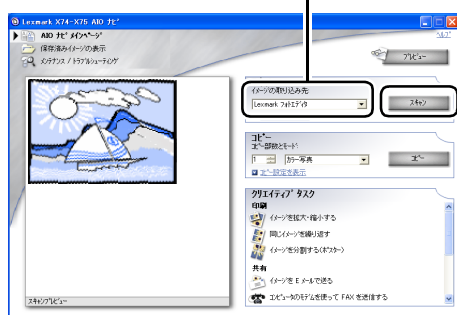 Lexmark X74-X75 AIO ナビ
AIO ナビ メインページ
ヘルプ
保存済みイメージの表示
メンテナンス / トラブルシューティング
プレビュー
イメージの取り込み先:
Lexmark フォトエディタ
スキャン
コピー
コピー部数とモード:
1
カラー写真
コピー
コピー設定を表示
クリエイティブ タスク
印刷
イメージを拡大・縮小する
同じイメージを繰り返す
イメージを分割する(ポスター)
共有
イメージを E メールで送る
コンピュータのモデムを使って FAX を送信する
スキャンプレビュー